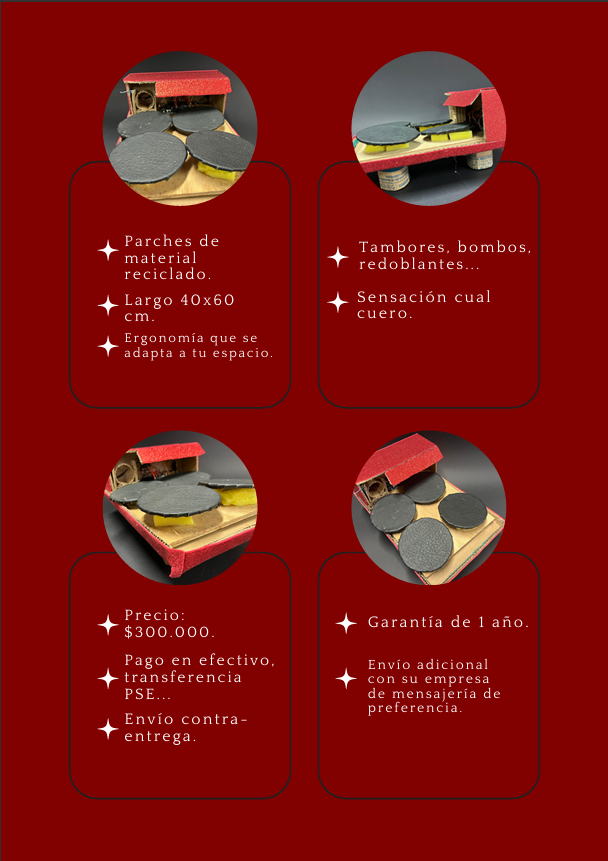 Parches de
material
reciclado.
Largo 40x60
cm.
Ergonomía que se
adapta a tu espacio.
Tambores, bombos,
redoblantes...
Sensación cual
cuero.
Precio:
$300.000.
Pago en efectivo,
transferencia
PSE...
Envío contra-
entrega.
Garantía de 1 año.
Envío adicional
con su empresa
de mensajería de
preferencia.